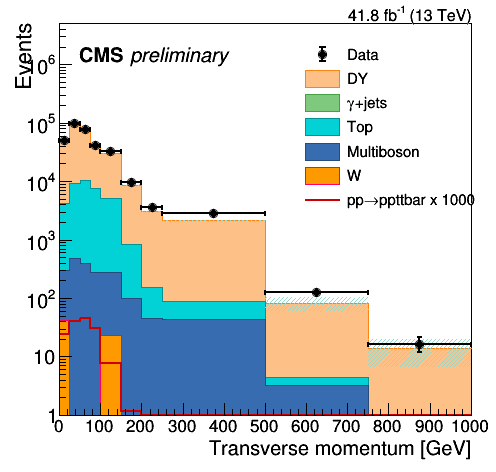 41.8 fb⁻¹ (13 TeV)
Events
CMS preliminary
Data
DY
γ+jets
Top
Multiboson
W
pp→ppttbar x 1000
10⁶
10⁵
10⁴
10³
10²
10
1
0 100 200 300 400 500 600 700 800 900 1000
Transverse momentum [GeV]